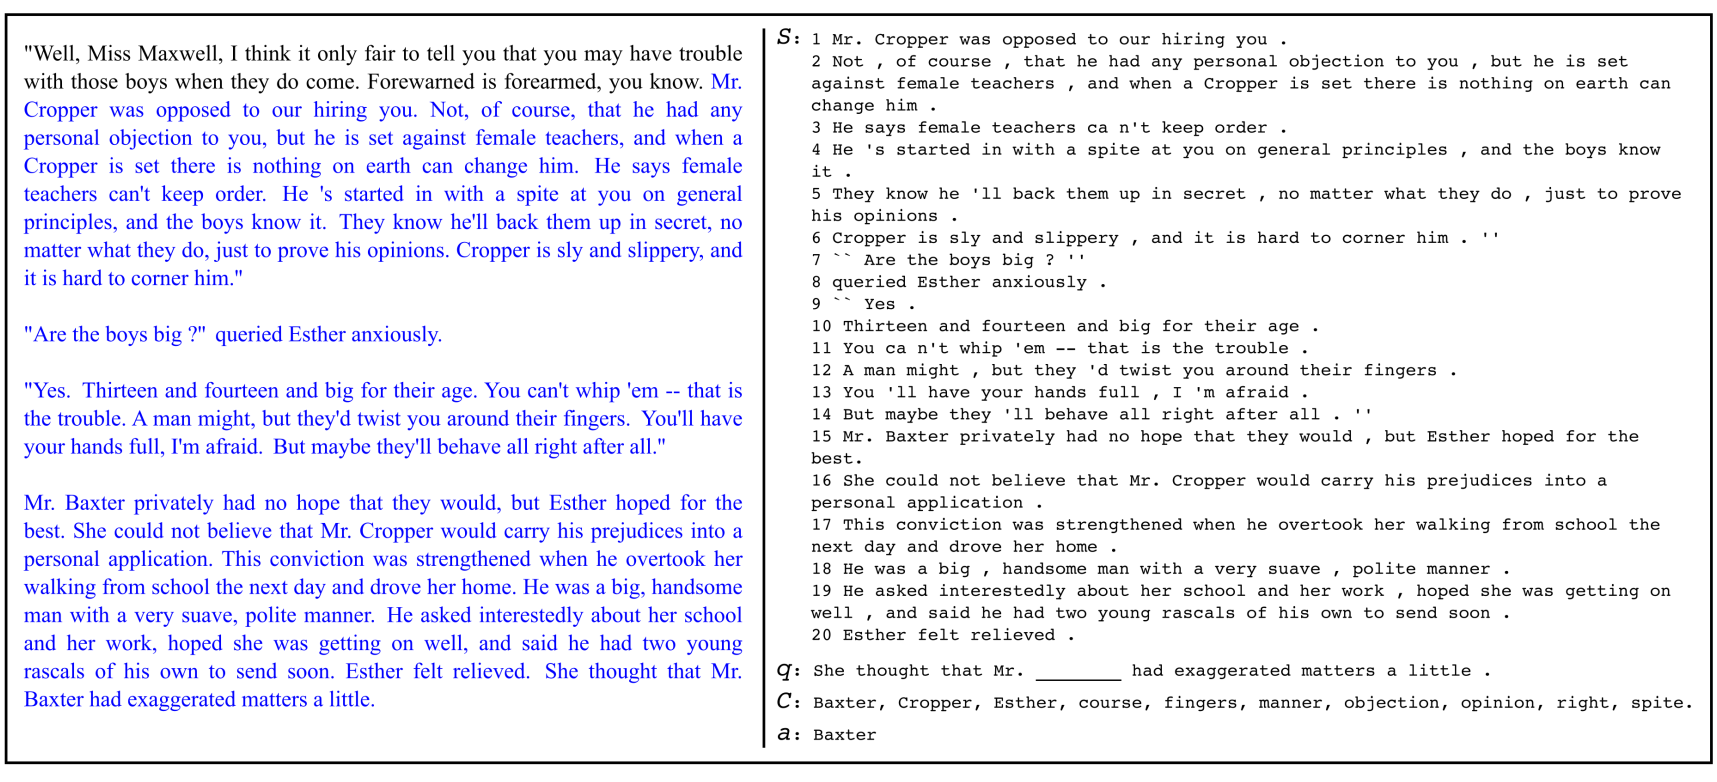 "Well, Miss Maxwell, I think it only fair to tell you that you may have trouble
with those boys when they do come. Forewarned is forearmed, you know. Mr.
Cropper was opposed to our hiring you. Not, of course, that he had any
personal objection to you, but he is set against female teachers, and when a
Cropper is set there is nothing on earth can change him. He says female
teachers can't keep order. He 's started in with a spite at you on general
principles, and the boys know it. They know he'll back them up in secret, no
matter what they do, just to prove his opinions. Cropper is sly and slippery, and
it is hard to corner him."
"Are the boys big ?" queried Esther anxiously.
"Yes. Thirteen and fourteen and big for their age. You can't whip 'em -- that is
the trouble. A man might, but they'd twist you around their fingers. You'll have
your hands full, I'm afraid. But maybe they'll behave all right after all."
Mr. Baxter privately had no hope that they would, but Esther hoped for the
best. She could not believe that Mr. Cropper would carry his prejudices into a
personal application. This conviction was strengthened when he overtook her
walking from school the next day and drove her home. He was a big, handsome
man with a very suave, polite manner. He asked interestedly about her school
and her work, hoped she was getting on well, and said he had two young
rascals of his own to send soon. Esther felt relieved. She thought that Mr.
Baxter had exaggerated matters a little.
S: 1 Mr. Cropper was opposed to our hiring you .
2 Not , of course , that he had any personal objection to you , but he is set
against female teachers , and when a Cropper is set there is nothing on earth can
change him .
3 He says female teachers ca n't keep order .
4 He 's started in with a spite at you on general principles , and the boys know
it .
5 They know he 'll back them up in secret , no matter what they do , just to prove
his opinions .
6 Cropper is sly and slippery , and it is hard to corner him . ''
7 `` Are the boys big ? ''
8 queried Esther anxiously .
9 `` Yes .
10 Thirteen and fourteen and big for their age .
11 You ca n't whip 'em -- that is the trouble .
12 A man might , but they 'd twist you around their fingers .
13 You 'll have your hands full , I 'm afraid .
14 But maybe they 'll behave all right after all . ''
15 Mr. Baxter privately had no hope that they would , but Esther hoped for the
best.
16 She could not believe that Mr. Cropper would carry his prejudices into a
personal application .
17 This conviction was strengthened when he overtook her walking from school the
next day and drove her home .
18 He was a big , handsome man with a very suave , polite manner .
19 He asked interestedly about her school and her work , hoped she was getting on
well , and said he had two young rascals of his own to send soon .
20 Esther felt relieved .
q: She thought that Mr. ________ had exaggerated matters a little .
C: Baxter, Cropper, Esther, course, fingers, manner, objection, opinion, right, spite.
a: Baxter